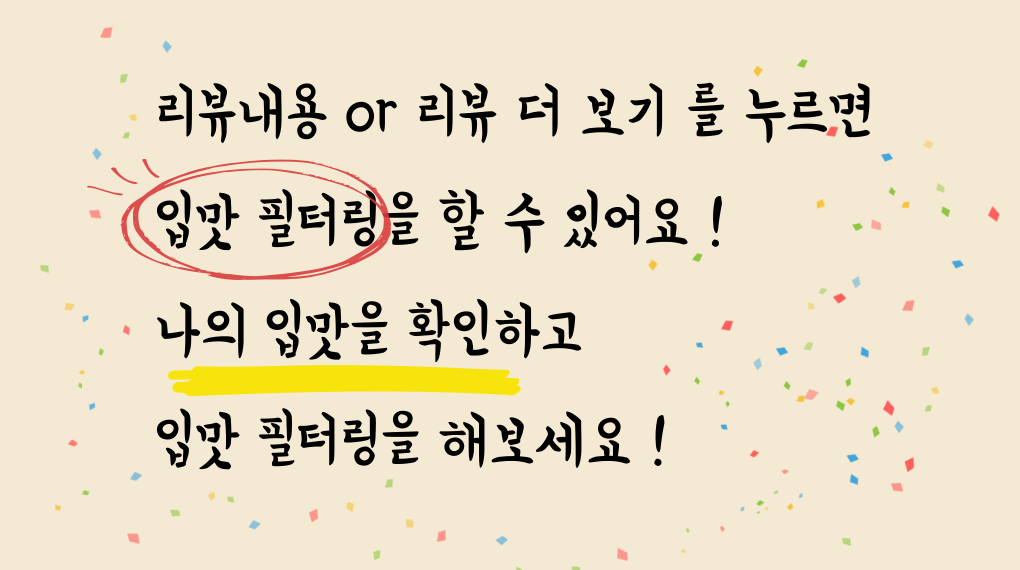 리뷰내용 or 리뷰 더 보기 를 누르면
입맛 필터링을 할 수 있어요 !
나의 입맛을 확인하고
입맛 필터링을 해보세요 !